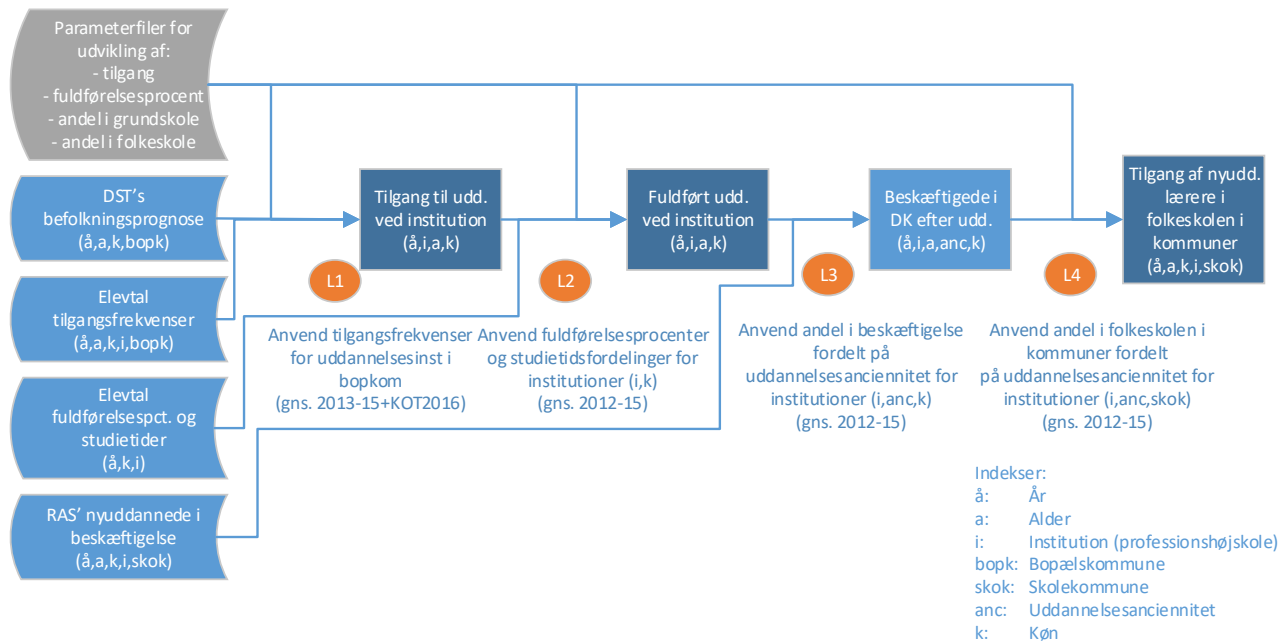 Parameterfiler for
udvikling af:
- tilgang
- fuldførelsesprocent
- andel i grundskole
- andel i folkeskole
DST's
befolkningsprognose
(å,a,k,bopk)
Elevtal
tilgangsfrekvenser
(å,a,k,i,bopk)
Elevtal
fuldførelsespct. og
studietider
(å,k,i)
RAS' nyuddannede i
beskæftigelse
(å,a,k,i,skok)
Tilgang til udd.
ved institution
(å,i,a,k)
Fuldført udd.
ved institution
(å,i,a,k)
Beskæftigede i
DK efter udd.
(å,i,a,anc,k)
Tilgang af nyudd.
lærere i
folkeskolen i
kommuner
(å,a,k,i,skok)
L1
L2
L3
L4
Anvend tilgangsfrekvenser
for uddannelsesinst i
bopkom
(gns. 2013-15+KOT2016)
Anvend fuldførelsesprocenter
og studietidsfordelinger for
institutioner (i,k)
(gns. 2012-15)
Anvend andel i beskæftigelse
fordelt på
uddannelsesanciennitet for
institutioner (i,anc,k)
(gns. 2012-15)
Anvend andel i folkeskolen i
kommuner fordelt
på uddannelsesanciennitet for
institutioner (i,anc,skok)
(gns. 2012-15)
Indekser:
å: År
a: Alder
i: Institution (professionshøjskole)
bopk: Bopælskommune
skok: Skolekommune
anc: Uddannelsesanciennitet
k: Køn